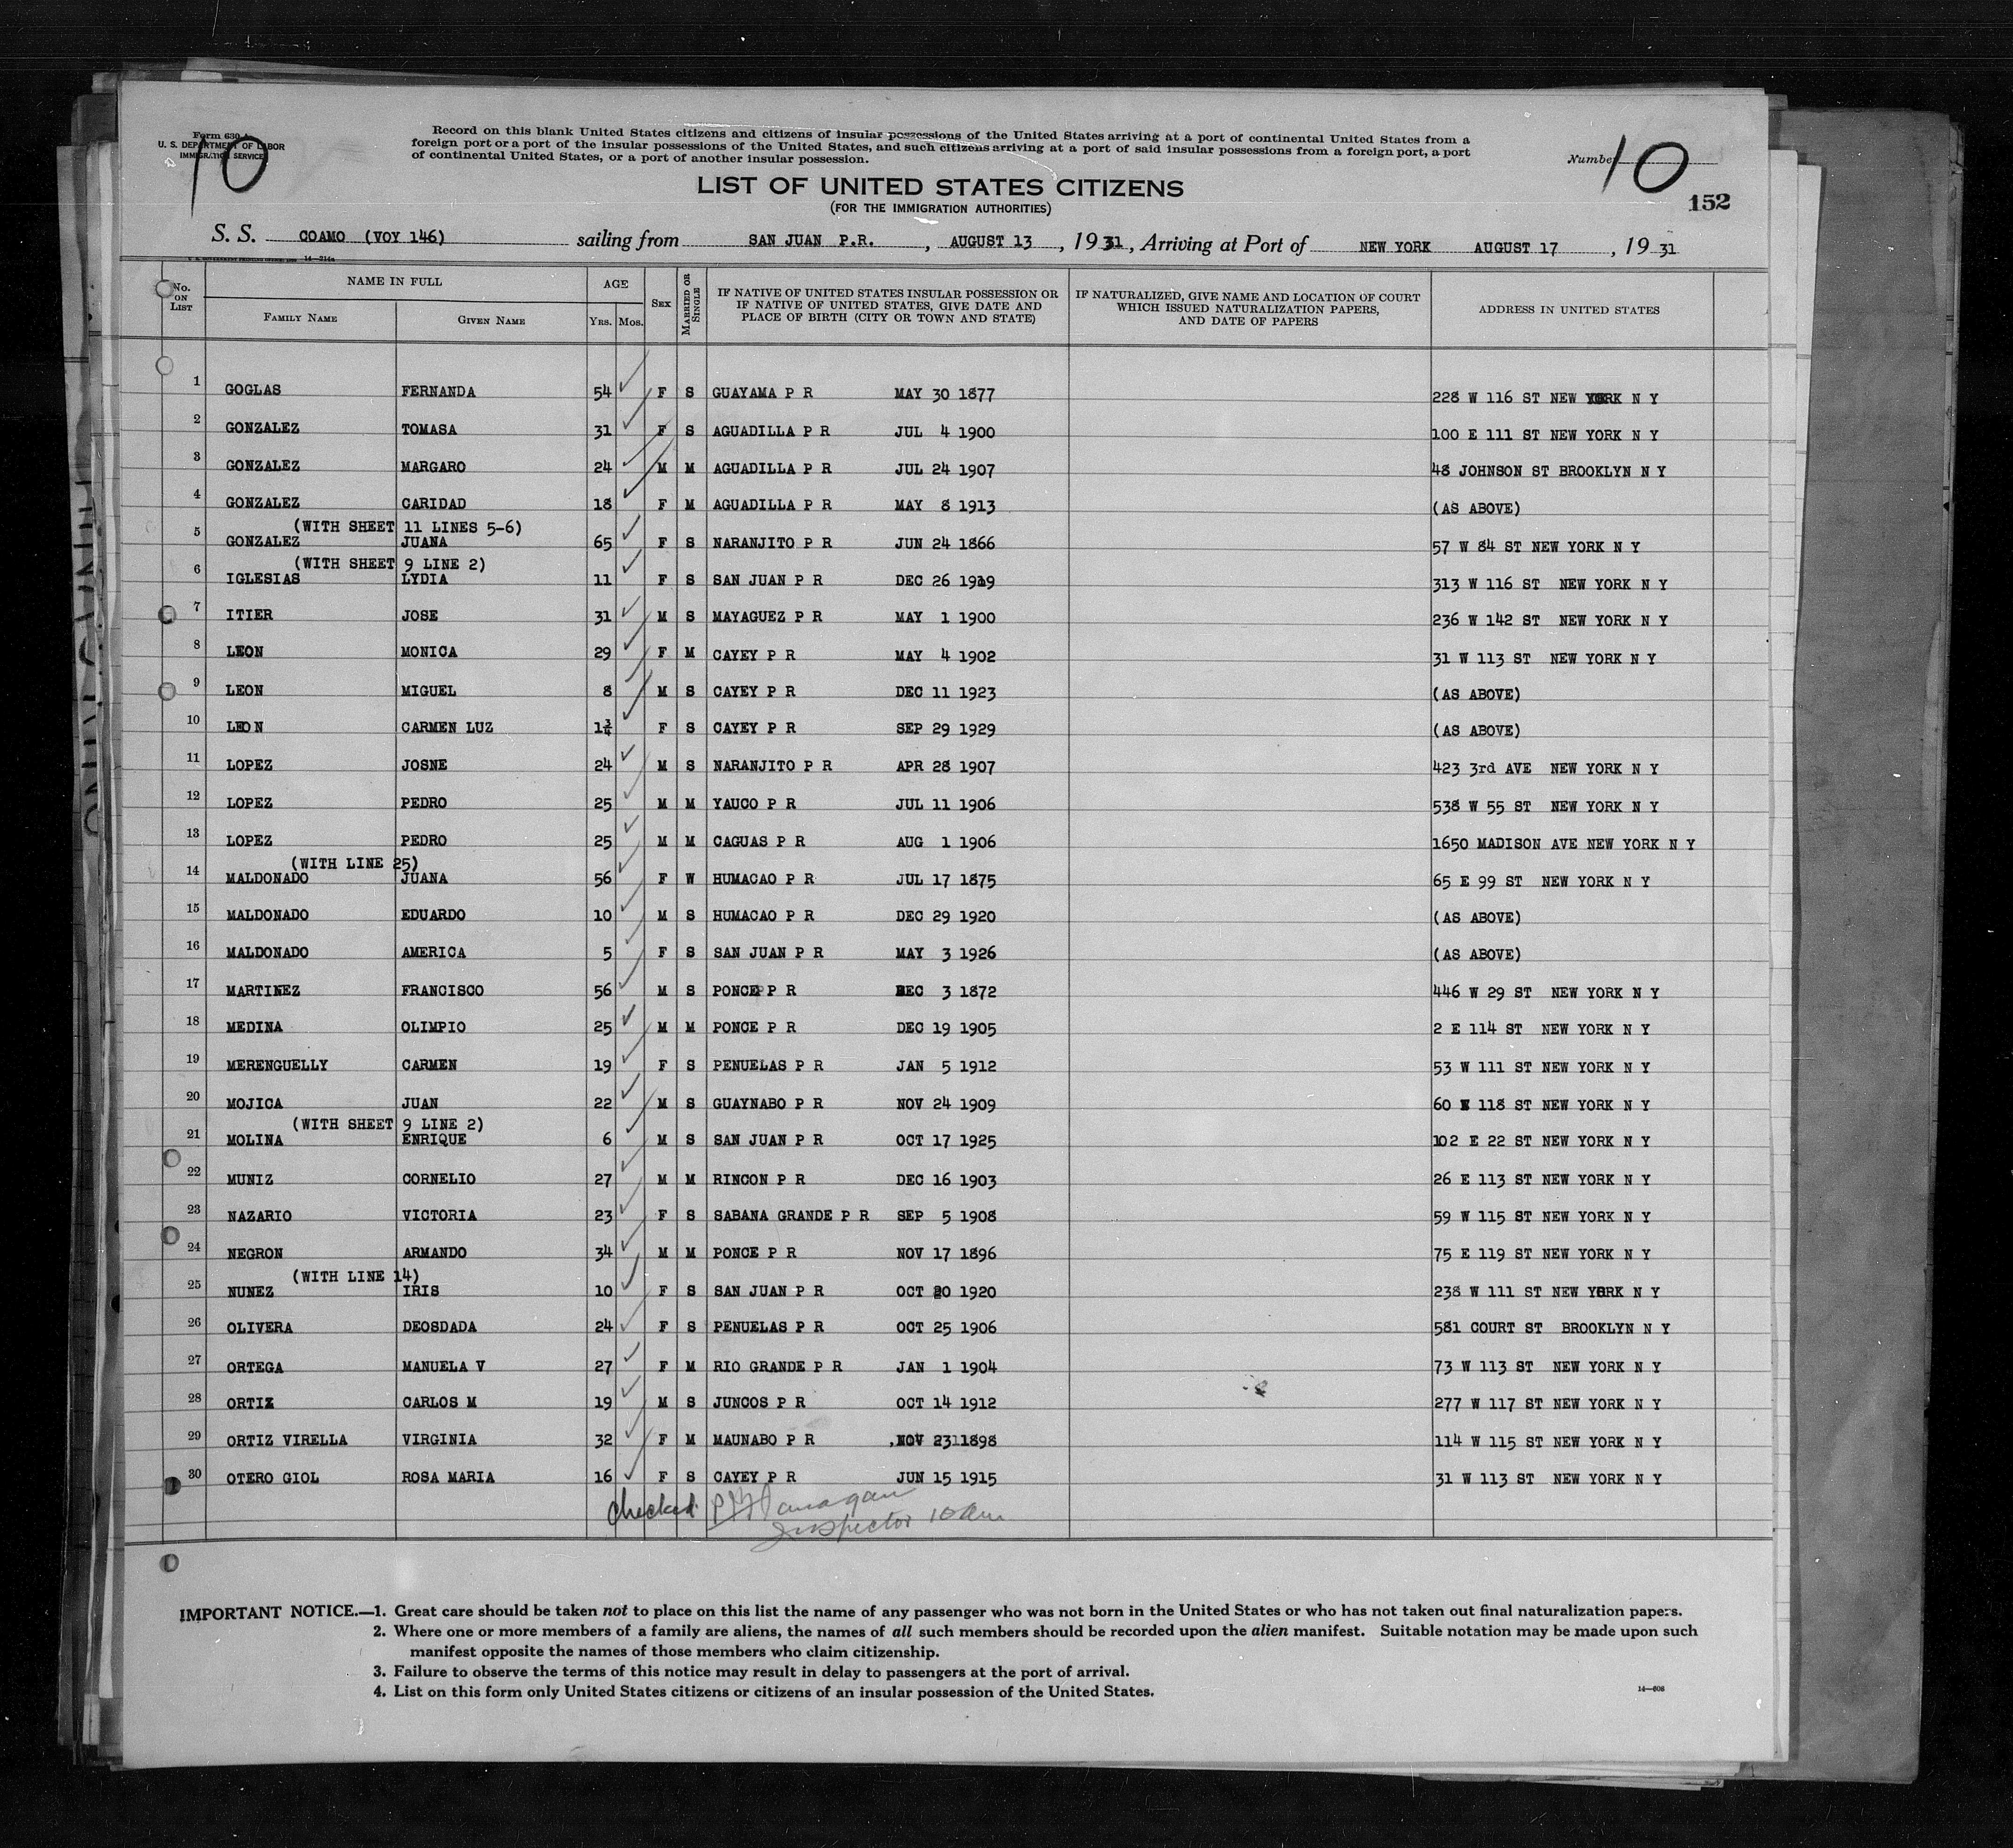 Form 630
U. S. DEPARTMENT OF LABOR
IMMIGRATION SERVICE
10
Record on this blank United States citizens and citizens of insular possessions of the United States arriving at a port of continental United States from a
foreign port or a port of the insular possessions of the United States, and such citizens arriving at a port of said insular possessions from a foreign port, a port
of continental United States, or a port of another insular possession.
Number 10
LIST OF UNITED STATES CITIZENS
152
(FOR THE IMMIGRATION AUTHORITIES)
S. S. COAMO (VOY 146) sailing from SAN JUAN P.R., AUGUST 13, 1931, Arriving at Port of NEW YORK AUGUST 17, 1931
14—214a
No. ON LIST NAME IN FULL AGE SEX MARRIED OR SINGLE IF NATIVE OF UNITED STATES INSULAR POSSESSION OR IF NATIVE OF UNITED STATES, GIVE DATE AND PLACE OF BIRTH (CITY OR TOWN AND STATE) IF NATURALIZED, GIVE NAME AND LOCATION OF COURT WHICH ISSUED NATURALIZATION PAPERS, AND DATE OF PAPERS ADDRESS IN UNITED STATES
FAMILY NAME GIVEN NAME YRS. MOS.
1 GOGLAS FERNANDA 54 F S GUAYAMA P R MAY 30 1877 228 W 116 ST NEW YORK N Y
2 GONZALEZ TOMASA 31 F S AGUADILLA P R JUL 4 1900 100 E 111 ST NEW YORK N Y
3 GONZALEZ MARGARO 24 M M AGUADILLA P R JUL 24 1907 48 JOHNSON ST BROOKLYN N Y
4 GONZALEZ CARIDAD 18 F M AGUADILLA P R MAY 8 1913 (AS ABOVE)
(WITH SHEET 11 LINES 5-6)
5 GONZALEZ JUANA 65 F S NARANJITO P R JUN 24 1866 57 W 84 ST NEW YORK N Y
(WITH SHEET 9 LINE 2)
6 IGLESIAS LYDIA 11 F S SAN JUAN P R DEC 26 1919 313 W 116 ST NEW YORK N Y
7 ITIER JOSE 31 M S MAYAGUEZ P R MAY 1 1900 236 W 142 ST NEW YORK N Y
8 LEON MONICA 29 F M CAYEY P R MAY 4 1902 31 W 113 ST NEW YORK N Y
9 LEON MIGUEL 8 M S CAYEY P R DEC 11 1923 (AS ABOVE)
10 LEON CARMEN LUZ 1¾ F S CAYEY P R SEP 29 1929 (AS ABOVE)
11 LOPEZ JOSNE 24 M S NARANJITO P R APR 28 1907 423 3rd AVE NEW YORK N Y
12 LOPEZ PEDRO 25 M M YAUCO P R JUL 11 1906 538 W 55 ST NEW YORK N Y
13 LOPEZ PEDRO 25 M M CAGUAS P R AUG 1 1906 1650 MADISON AVE NEW YORK N Y
(WITH LINE 25)
14 MALDONADO JUANA 56 F W HUMACAO P R JUL 17 1875 65 E 99 ST NEW YORK N Y
15 MALDONADO EDUARDO 10 M S HUMACAO P R DEC 29 1920 (AS ABOVE)
16 MALDONADO AMERICA 5 F S SAN JUAN P R MAY 3 1926 (AS ABOVE)
17 MARTINEZ FRANCISCO 56 M S PONCE P R DEC 3 1872 446 W 29 ST NEW YORK N Y
18 MEDINA OLIMPIO 25 M M PONCE P R DEC 19 1905 2 E 114 ST NEW YORK N Y
19 MERENGUELLY CARMEN 19 F S PENUELAS P R JAN 5 1912 53 W 111 ST NEW YORK N Y
20 MOJICA JUAN 22 M S GUAYNABO P R NOV 24 1909 60 118 ST NEW YORK N Y
(WITH SHEET 9 LINE 2)
21 MOLINA ENRIQUE 6 M S SAN JUAN P R OCT 17 1925 102 E 22 ST NEW YORK N Y
22 MUNIZ CORNELIO 27 M M RINCON P R DEC 16 1903 26 E 113 ST NEW YORK N Y
23 NAZARIO VICTORIA 23 F S SABANA GRANDE P R SEP 5 1908 59 W 115 ST NEW YORK N Y
24 NEGRON ARMANDO 34 M M PONCE P R NOV 17 1896 75 E 119 ST NEW YORK N Y
(WITH LINE 14)
25 NUNEZ IRIS 10 F S SAN JUAN P R OCT 20 1920 238 W 111 ST NEW YORK N Y
26 OLIVERA DEOSDADA 24 F S PENUELAS P R OCT 25 1906 581 COURT ST BROOKLYN N Y
27 ORTEGA MANUELA V 27 F M RIO GRANDE P R JAN 1 1904 73 W 113 ST NEW YORK N Y
28 ORTIZ CARLOS M 19 M S JUNCOS P R OCT 14 1912 277 W 117 ST NEW YORK N Y
29 ORTIZ VIRELLA VIRGINIA 32 F M MAUNABO P R NOV 23 1898 114 W 115 ST NEW YORK N Y
30 OTERO GIOL ROSA MARIA 16 F S CAYEY P R JUN 15 1915 31 W 113 ST NEW YORK N Y
Checked
Inspector 10 am
IMPORTANT NOTICE.—1. Great care should be taken not to place on this list the name of any passenger who was not born in the United States or who has not taken out final naturalization papers.
2. Where one or more members of a family are aliens, the names of all such members should be recorded upon the alien manifest. Suitable notation may be made upon such
manifest opposite the names of those members who claim citizenship.
3. Failure to observe the terms of this notice may result in delay to passengers at the port of arrival.
4. List on this form only United States citizens or citizens of an insular possession of the United States.
14—608